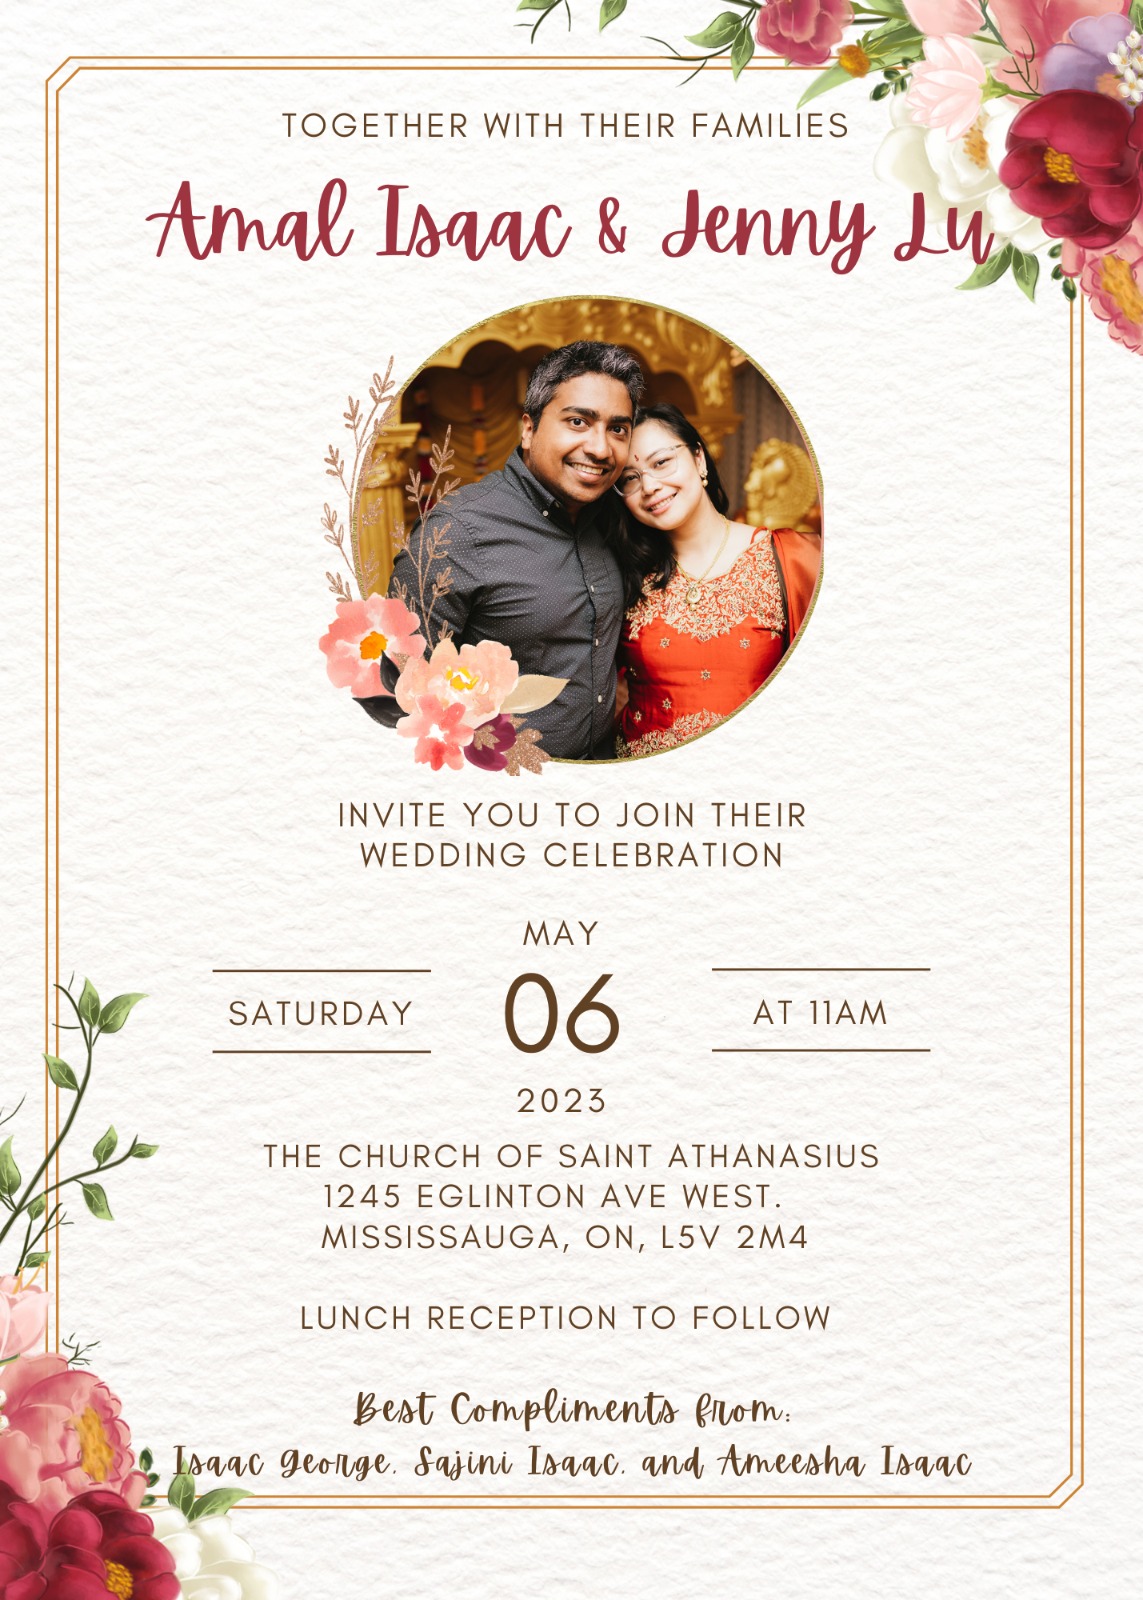 TOGETHER WITH THEIR FAMILIES
Amal Isaac & Jenny Lu
INVITE YOU TO JOIN THEIR
WEDDING CELEBRATION
MAY
SATURDAY
06
AT 11AM
2023
THE CHURCH OF SAINT ATHANASIUS
1245 EGLINTON AVE WEST.
MISSISSAUGA, ON, L5V 2M4
LUNCH RECEPTION TO FOLLOW
Best Compliments from:
Isaac George, Sajini Isaac, and Ameesha Isaac